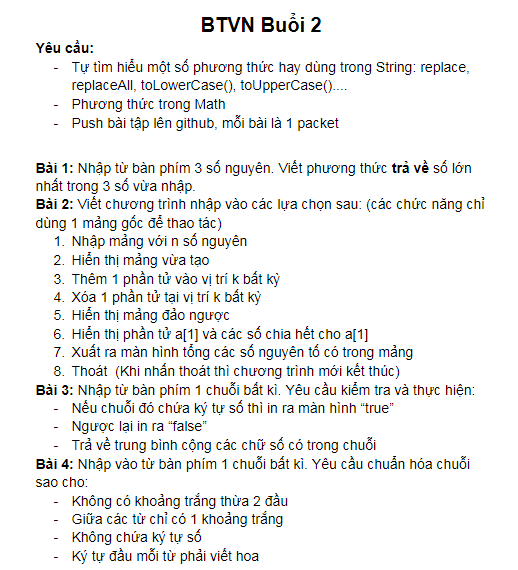 BTVN Buổi 2
Yêu cầu:
- Tự tìm hiểu một số phương thức hay dùng trong String: replace,
replaceAll, toLowerCase(), toUpperCase()....
- Phương thức trong Math
- Push bài tập lên github, mỗi bài là 1 packet
Bài 1: Nhập từ bàn phím 3 số nguyên. Viết phương thức trả về số lớn
nhất trong 3 số vừa nhập.
Bài 2: Viết chương trình nhập vào các lựa chọn sau: (các chức năng chỉ
dùng 1 mảng gốc để thao tác)
1. Nhập mảng với n số nguyên
2. Hiển thị mảng vừa tạo
3. Thêm 1 phần tử vào vị trí k bất kỳ
4. Xóa 1 phần tử tại vị trí k bất kỳ
5. Hiển thị mảng đảo ngược
6. Hiển thị phần tử a[1] và các số chia hết cho a[1]
7. Xuất ra màn hình tổng các số nguyên tố có trong mảng
8. Thoát (Khi nhấn thoát thì chương trình mới kết thúc)
Bài 3: Nhập từ bàn phím 1 chuỗi bất kì. Yêu cầu kiểm tra và thực hiện:
- Nếu chuỗi đó chứa ký tự số thì in ra màn hình “true”
- Ngược lại in ra “false”
- Trả về trung bình cộng các chữ số có trong chuỗi
Bài 4: Nhập vào từ bàn phím 1 chuỗi bất kì. Yêu cầu chuẩn hóa chuỗi
sao cho:
- Không có khoảng trắng thừa 2 đầu
- Giữa các từ chỉ có 1 khoảng trắng
- Không chứa ký tự số
- Ký tự đầu mỗi từ phải viết hoa